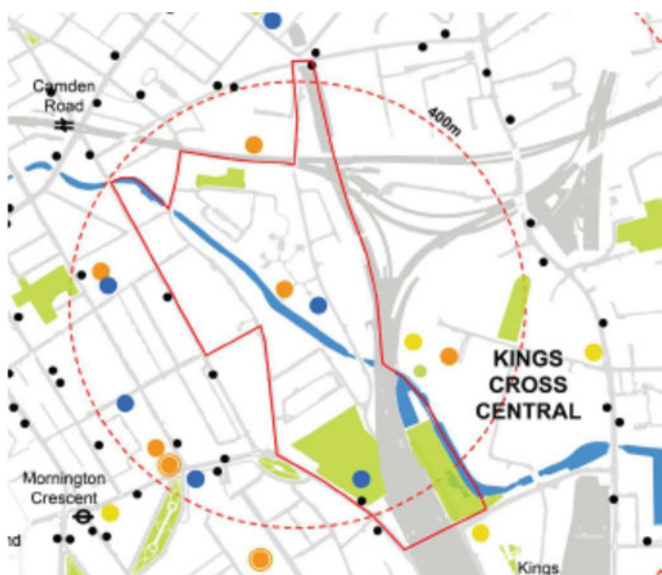 Camden
Road
400m
KINGS
CROSS
CENTRAL
Mornington
Crescent
nd
Kings